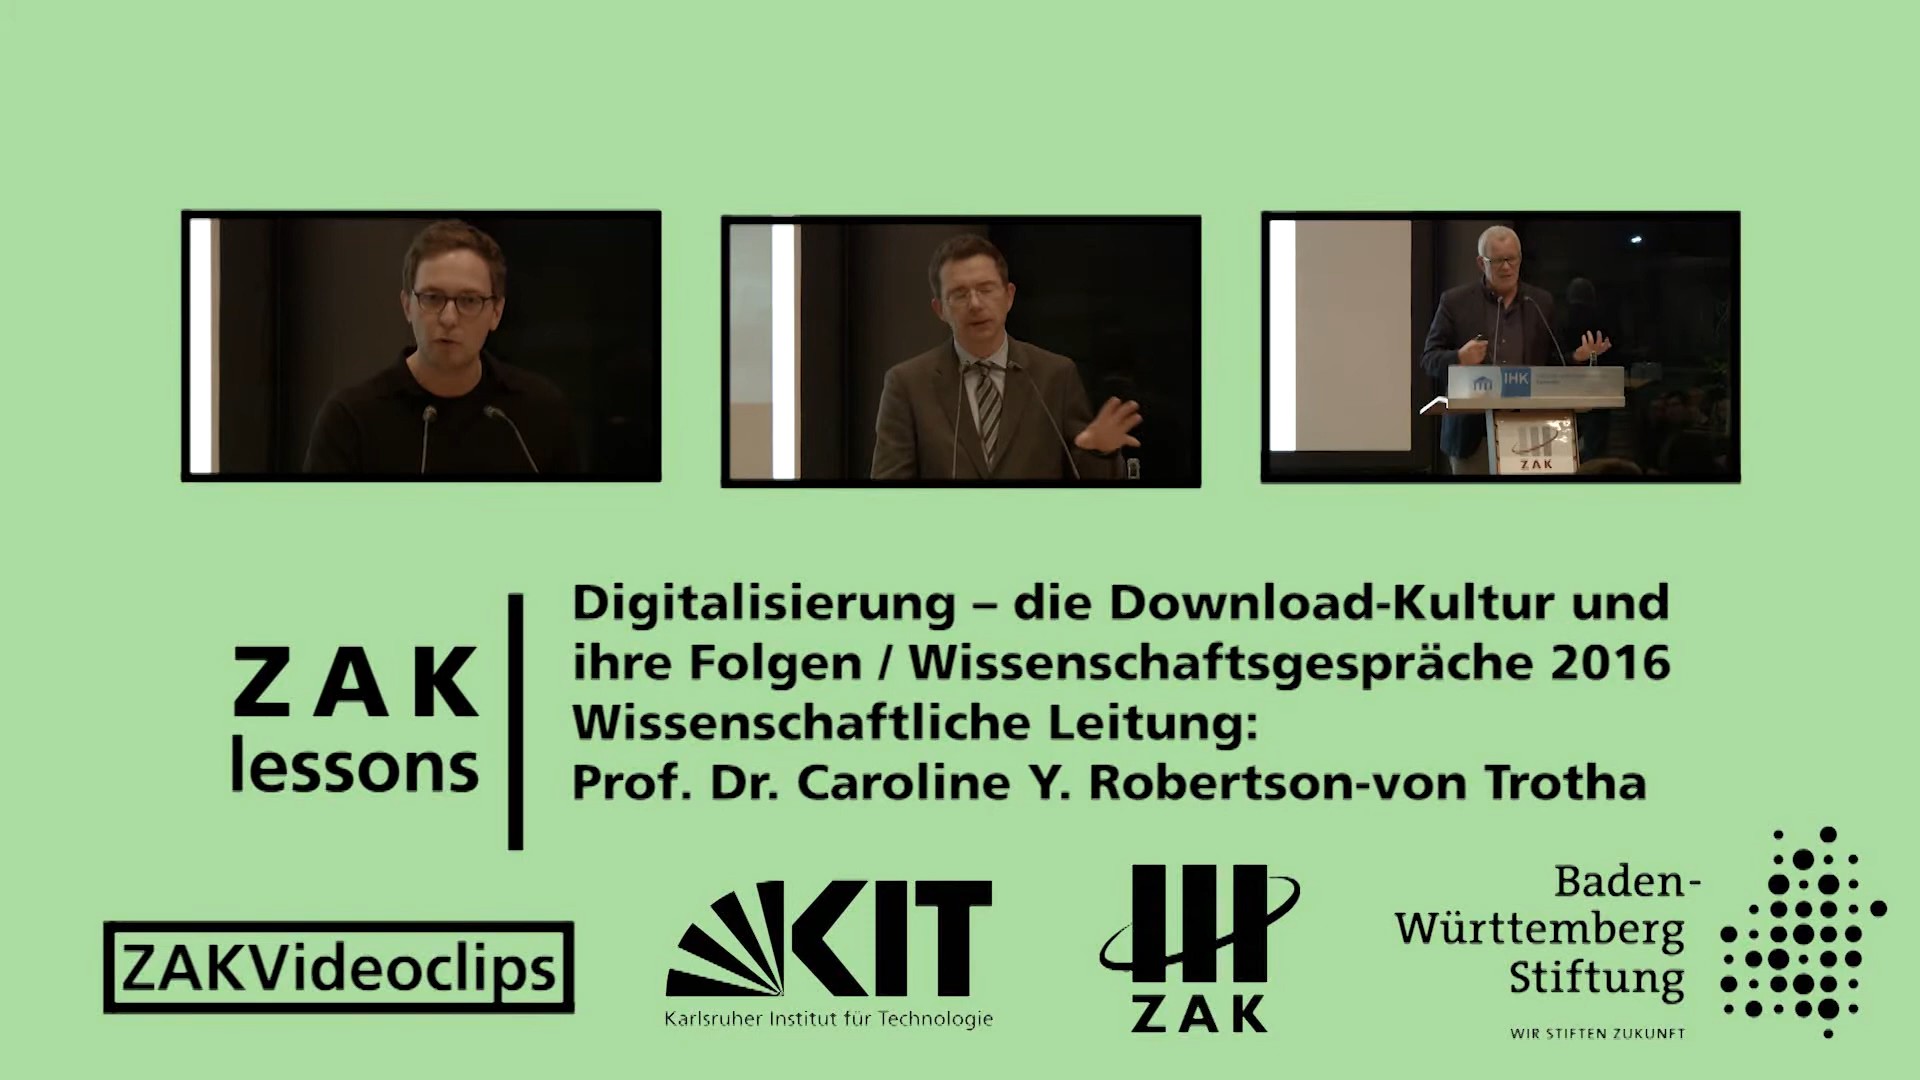 IHK
ZAK
ZAK
lessons
Digitalisierung – die Download-Kultur und
ihre Folgen / Wissenschaftsgespräche 2016
Wissenschaftliche Leitung:
Prof. Dr. Caroline Y. Robertson-von Trotha
ZAKVideoclips
KIT
Karlsruher Institut für Technologie
ZAK
Baden-
Württemberg
Stiftung
WIR STIFTEN ZUKUNFT